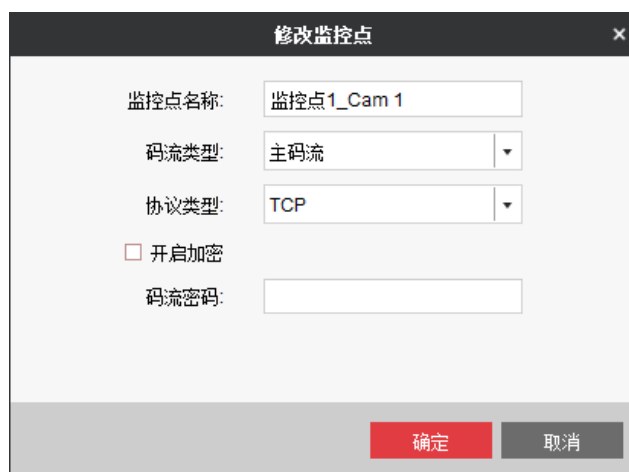 修改监控点
监控点名称: 监控点1_Cam 1
码流类型: 主码流
协议类型: TCP
开启加密
码流密码:
确定 取消